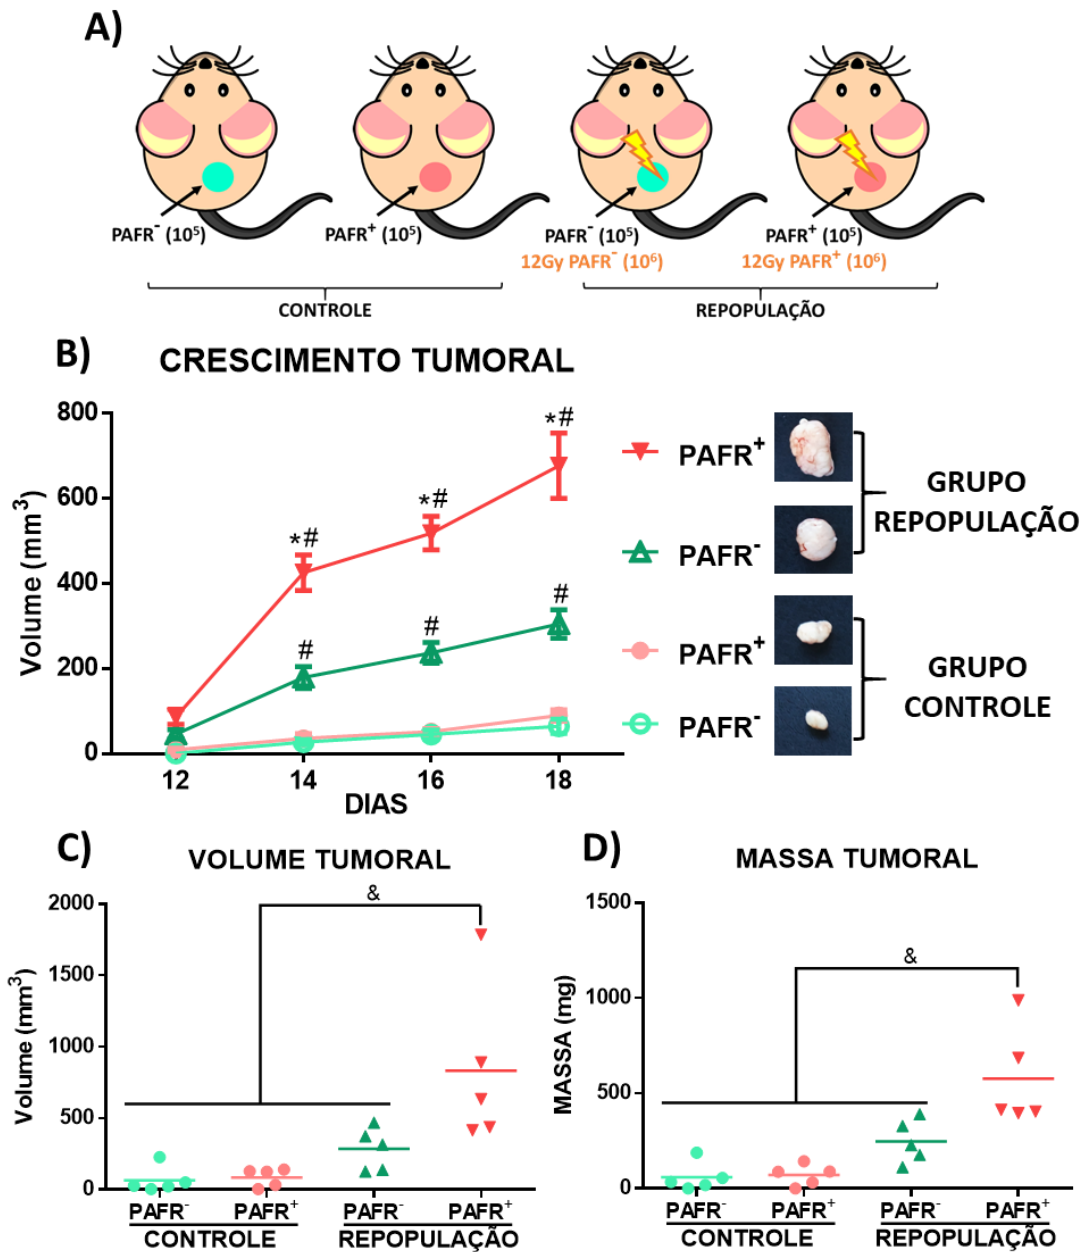 A)
PAFR⁻ (10⁵)
PAFR⁺ (10⁵)
PAFR⁻ (10⁵)
12Gy PAFR⁻ (10⁶)
PAFR⁺ (10⁵)
12Gy PAFR⁺ (10⁶)
CONTROLE
REPOPULAÇÃO
B)
CRESCIMENTO TUMORAL
Volume (mm³)
800
600
400
200
0
12
14
16
18
DIAS
*#
*#
*#
#
#
#
PAFR⁺
PAFR⁻
GRUPO
REPOPULAÇÃO
PAFR⁺
PAFR⁻
GRUPO
CONTROLE
C)
VOLUME TUMORAL
Volume (mm³)
2000
1500
1000
500
0
&
PAFR⁻
PAFR⁺
PAFR⁻
PAFR⁺
CONTROLE
REPOPULAÇÃO
D)
MASSA TUMORAL
MASSA (mg)
1500
1000
500
0
&
PAFR⁻
PAFR⁺
PAFR⁻
PAFR⁺
CONTROLE
REPOPULAÇÃO